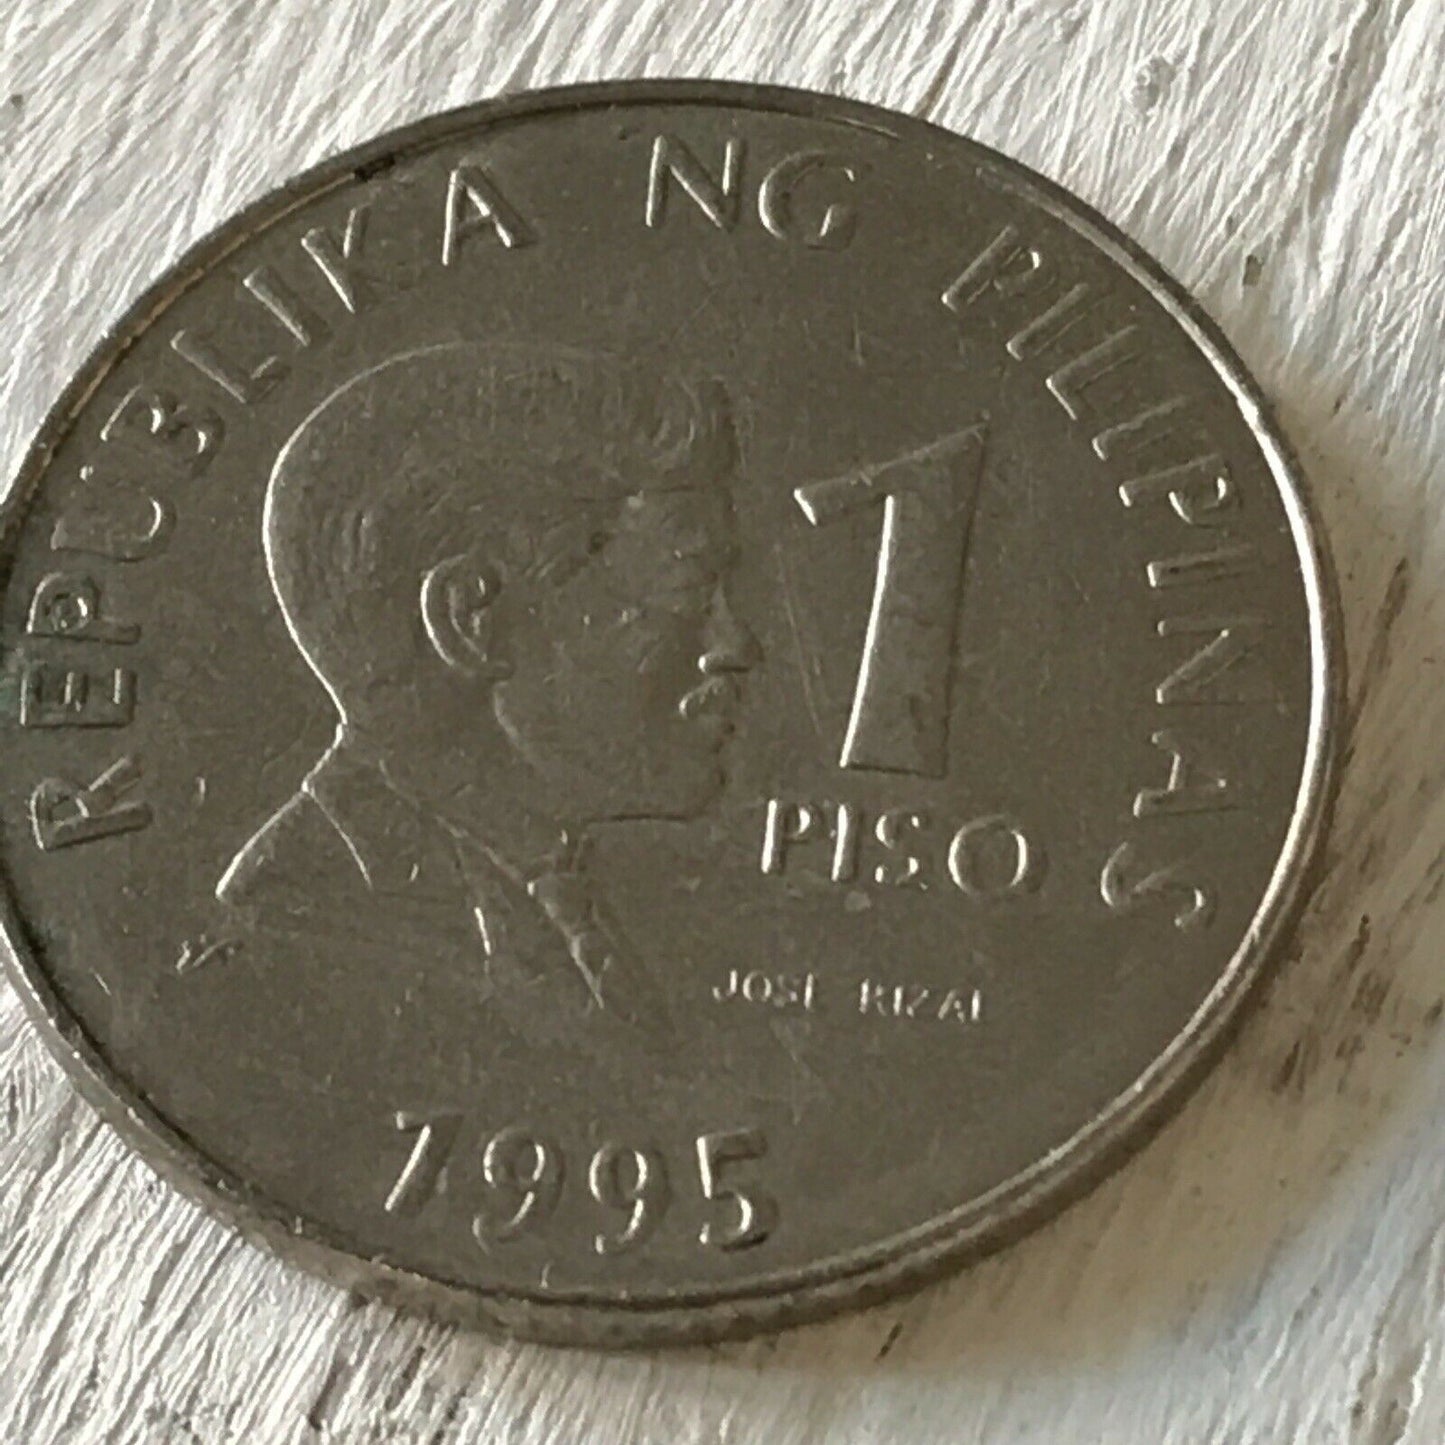 REPUBLIKA NG PILIPINAS
1
PISO
JOSE RIZAL
1995